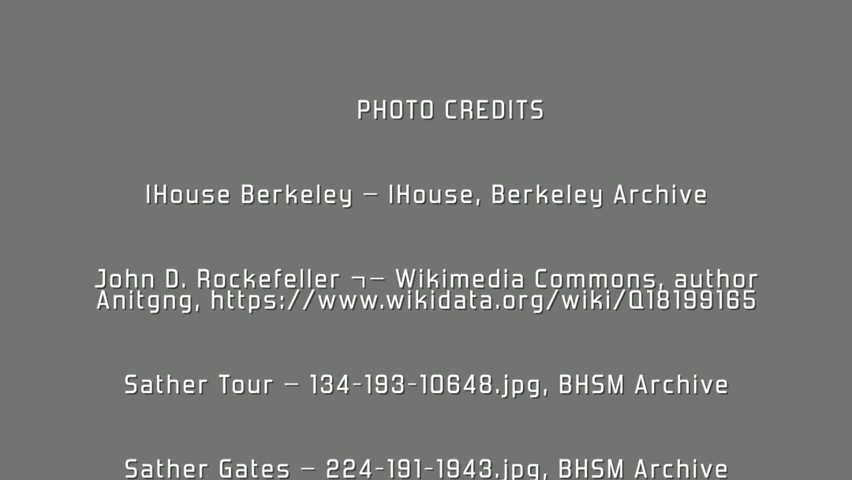 PHOTO CREDITS
IHouse Berkeley – IHouse, Berkeley Archive
John D. Rockefeller ¬– Wikimedia Commons, author
Anitgng, https://www.wikidata.org/wiki/Q18199165
Sather Tour – 134-193-10648.jpg, BHSM Archive
Sather Gates – 224-191-1943.jpg, BHSM Archive